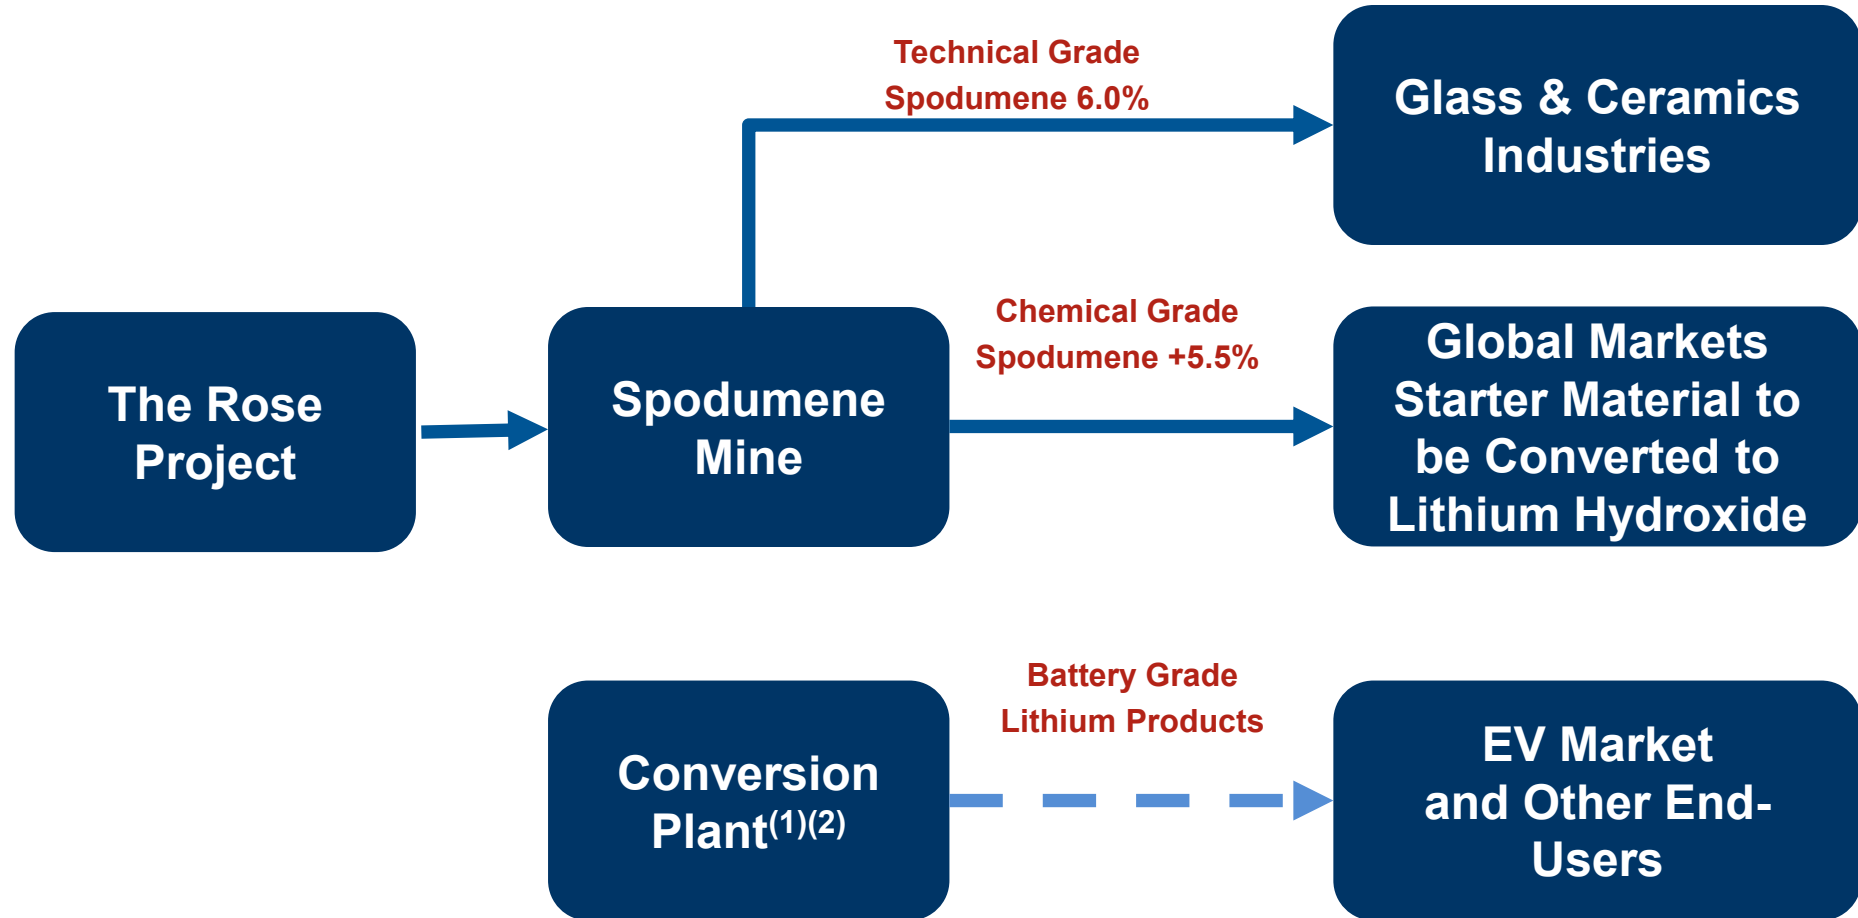 Technical Grade
Spodumene 6.0%
Glass & Ceramics
Industries
The Rose
Project
Spodumene
Mine
Chemical Grade
Spodumene +5.5%
Global Markets
Starter Material to
be Converted to
Lithium Hydroxide
Conversion
Plant(1)(2)
Battery Grade
Lithium Products
EV Market
and Other End-
Users